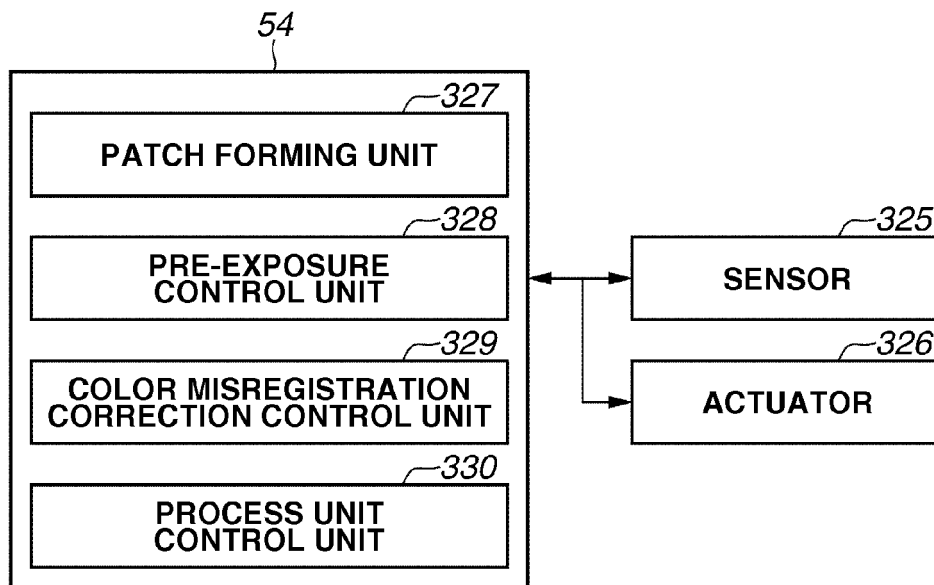 54
327
PATCH FORMING UNIT
328
PRE-EXPOSURE
CONTROL UNIT
329
COLOR MISREGISTRATION
CORRECTION CONTROL UNIT
330
PROCESS UNIT
CONTROL UNIT
325
SENSOR
326
ACTUATOR